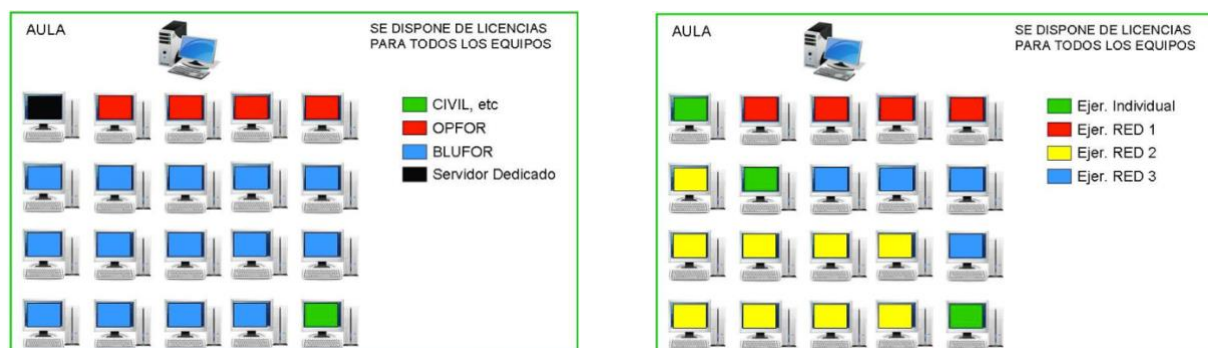 AULA
SE DISPONE DE LICENCIAS
PARA TODOS LOS EQUIPOS
CIVIL, etc
OPFOR
BLUFOR
Servidor Dedicado
AULA
SE DISPONE DE LICENCIAS
PARA TODOS LOS EQUIPOS
Ejer. Individual
Ejer. RED 1
Ejer. RED 2
Ejer. RED 3